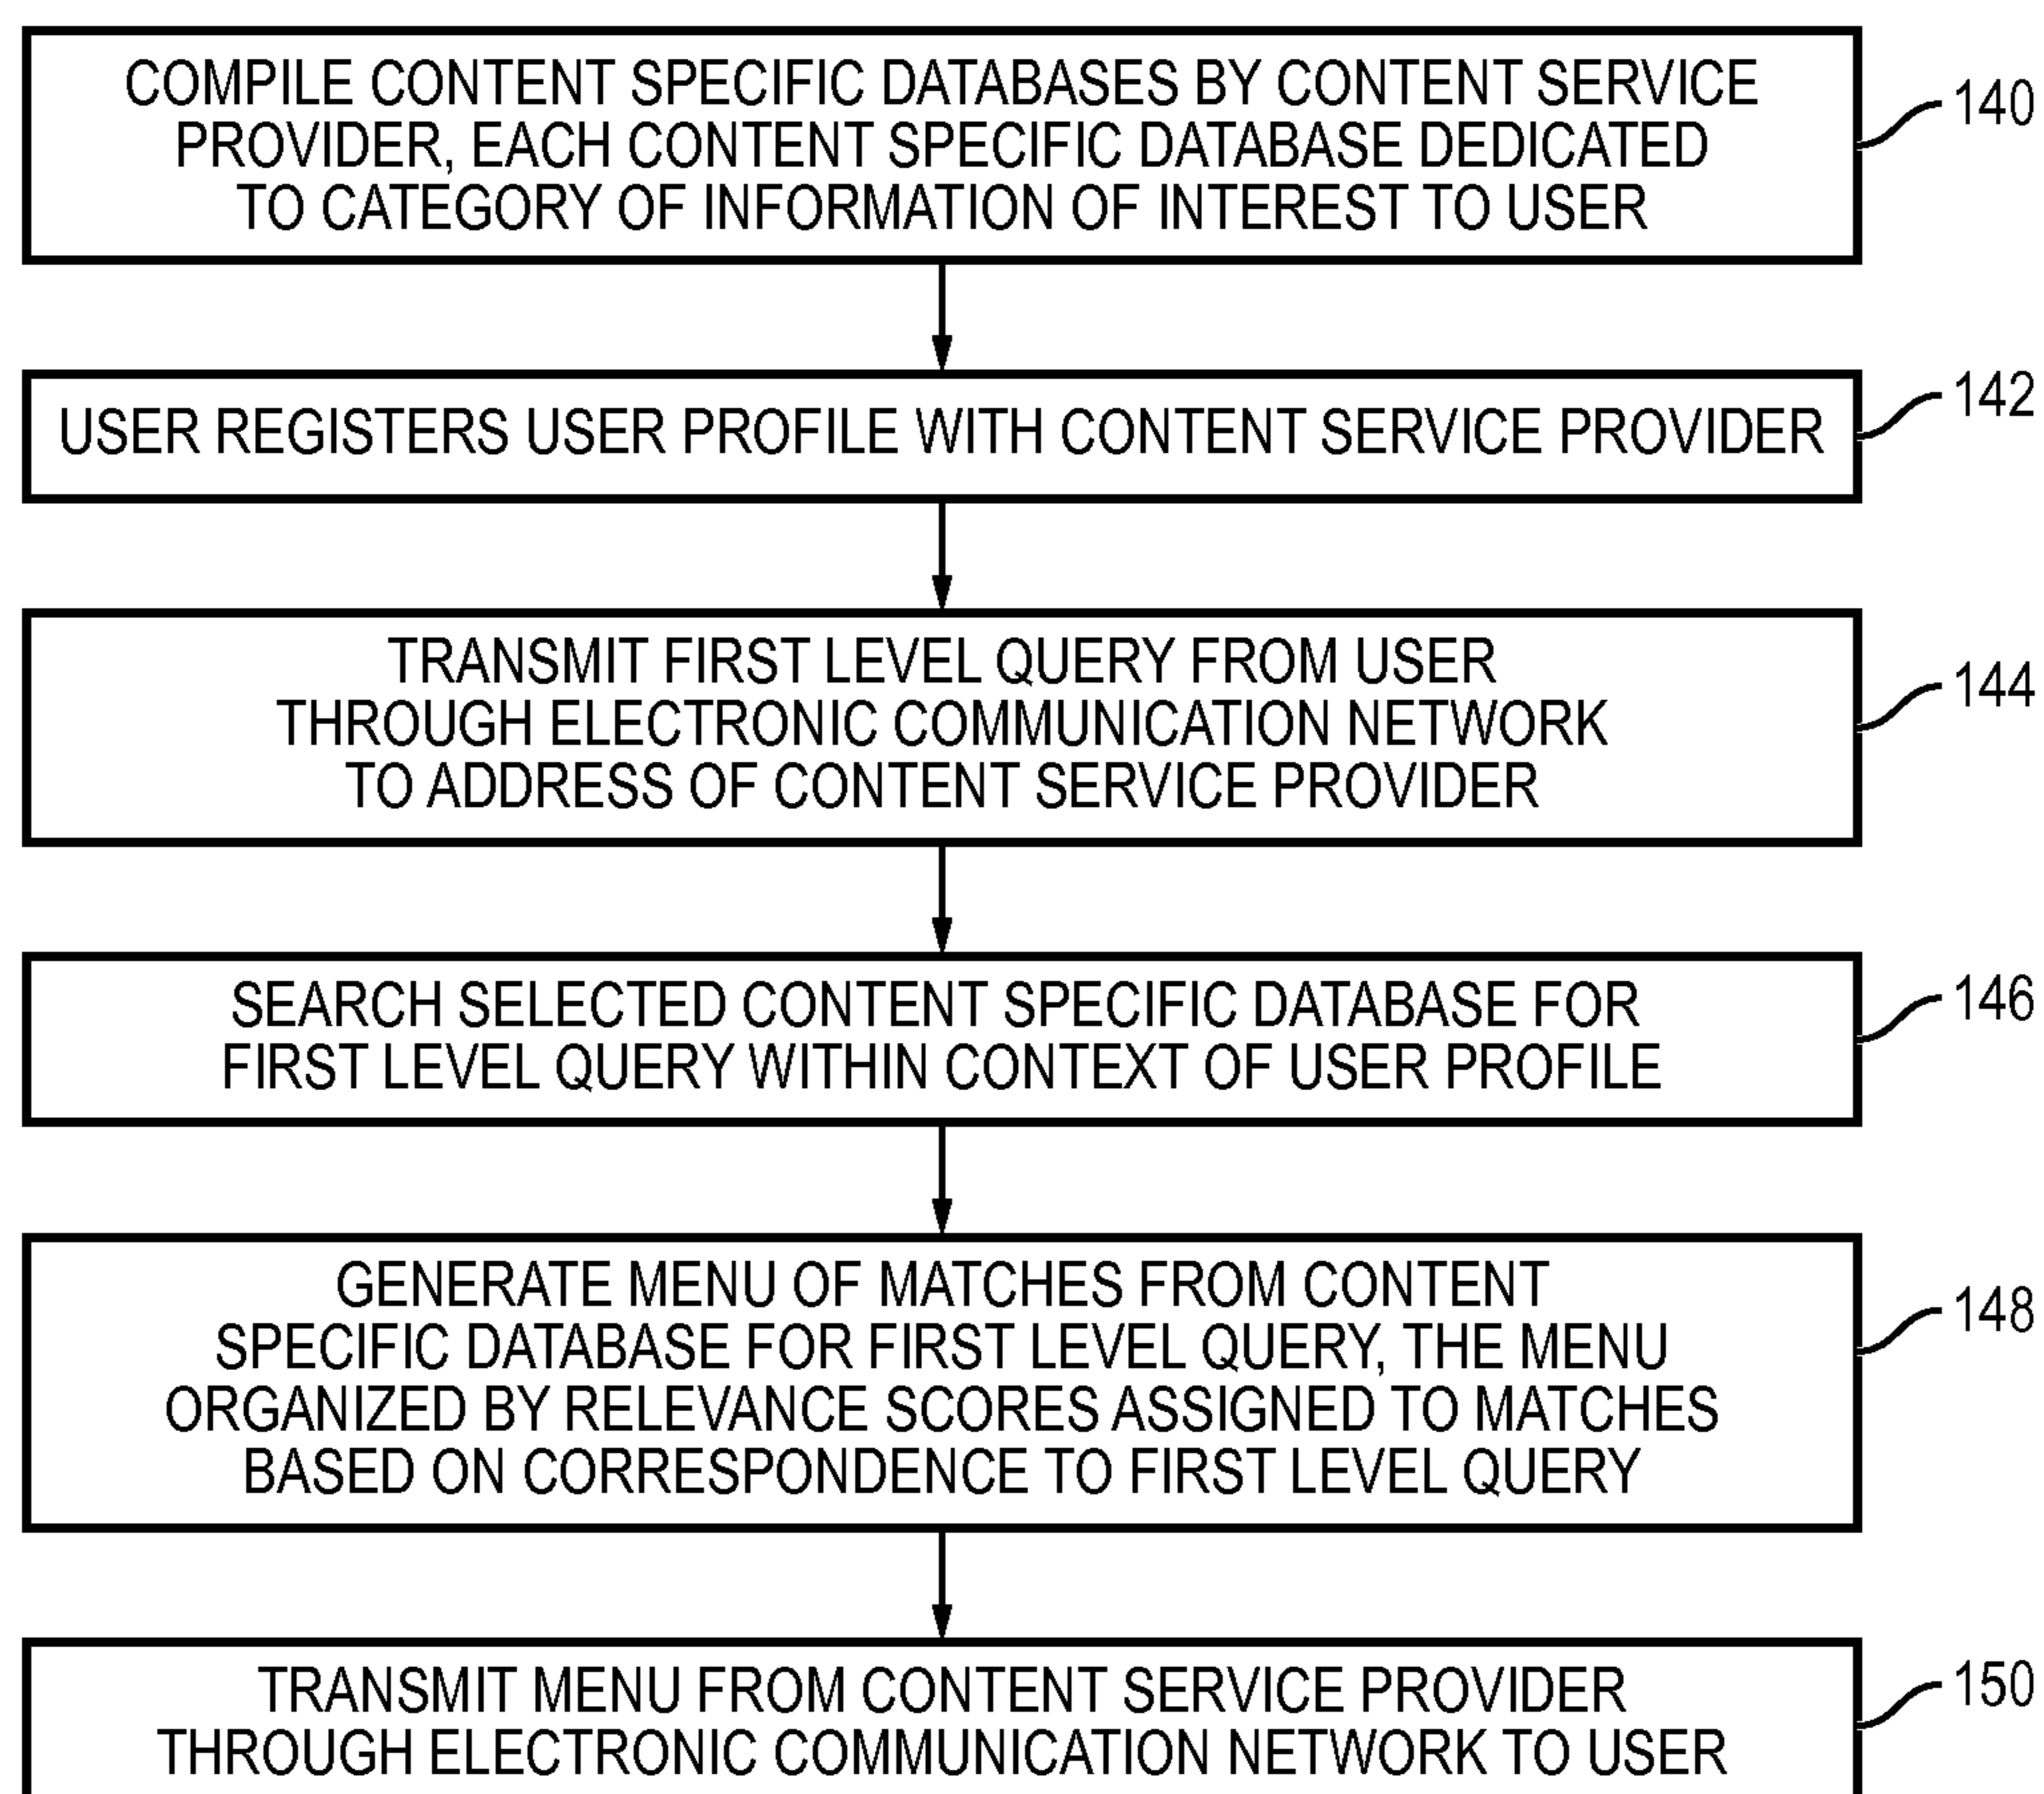 COMPILE CONTENT SPECIFIC DATABASES BY CONTENT SERVICE
PROVIDER, EACH CONTENT SPECIFIC DATABASE DEDICATED
TO CATEGORY OF INFORMATION OF INTEREST TO USER
140
USER REGISTERS USER PROFILE WITH CONTENT SERVICE PROVIDER
142
TRANSMIT FIRST LEVEL QUERY FROM USER
THROUGH ELECTRONIC COMMUNICATION NETWORK
TO ADDRESS OF CONTENT SERVICE PROVIDER
144
SEARCH SELECTED CONTENT SPECIFIC DATABASE FOR
FIRST LEVEL QUERY WITHIN CONTEXT OF USER PROFILE
146
GENERATE MENU OF MATCHES FROM CONTENT
SPECIFIC DATABASE FOR FIRST LEVEL QUERY, THE MENU
ORGANIZED BY RELEVANCE SCORES ASSIGNED TO MATCHES
BASED ON CORRESPONDENCE TO FIRST LEVEL QUERY
148
TRANSMIT MENU FROM CONTENT SERVICE PROVIDER
THROUGH ELECTRONIC COMMUNICATION NETWORK TO USER
150